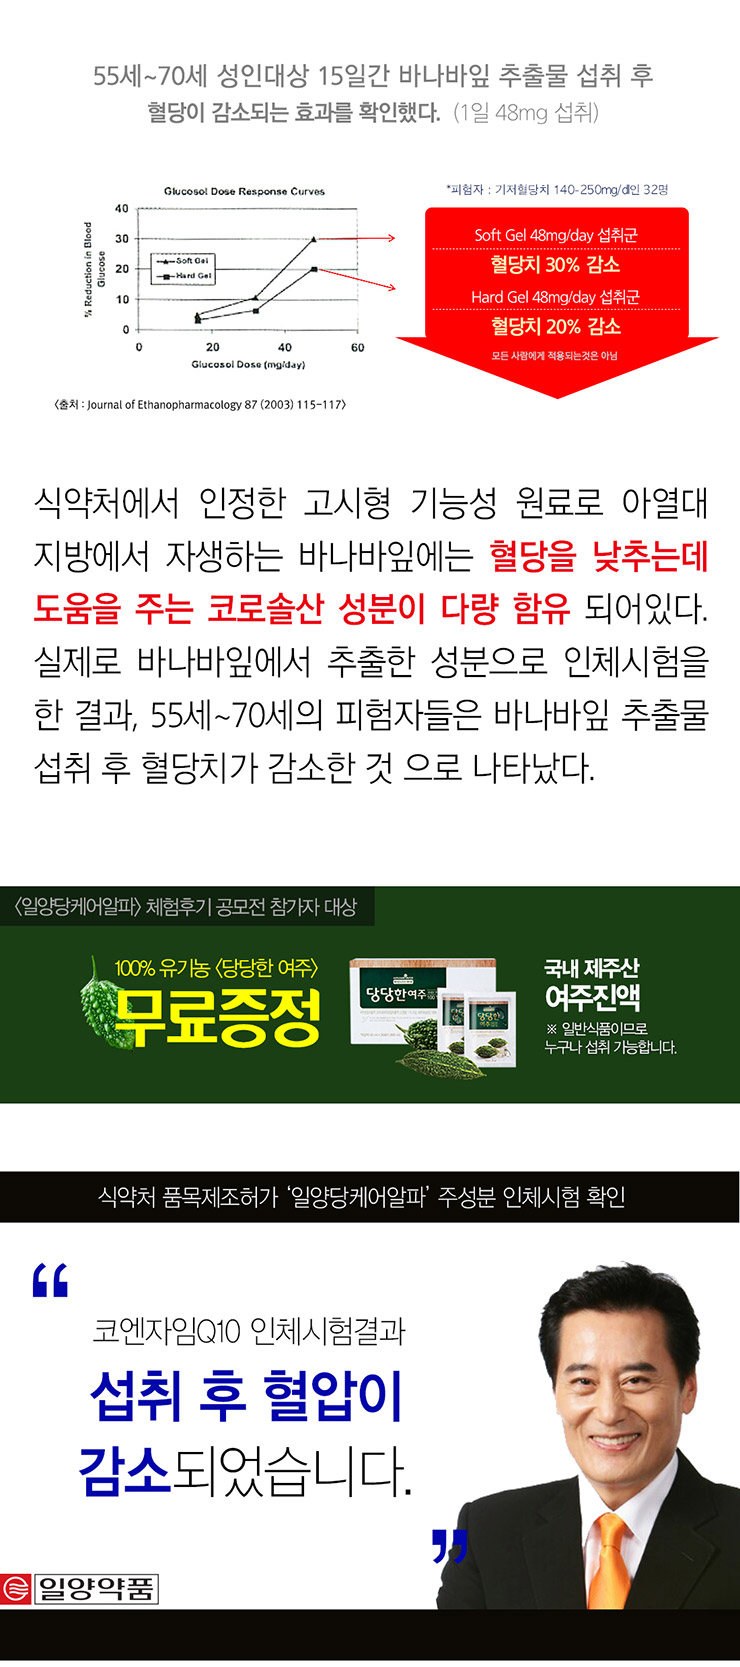 55세~70세 성인대상 15일간 바나바잎 추출물 섭취 후
혈당이 감소되는 효과를 확인했다. (1일 48mg 섭취)
Glucosol Dose Response Curves
% Reduction in Blood
Glucose
40
30
20
10
0
Soft Gel
Hard Gel
0 20 40 60
Glucosol Dose (mg/day)
*피험자 : 기저혈당치 140-250mg/dl인 32명
Soft Gel 48mg/day 섭취군
혈당치 30% 감소
Hard Gel 48mg/day 섭취군
혈당치 20% 감소
모든 사람에게 적용되는것은 아님
<출처 : Journal of Ethanopharmacology 87 (2003) 115-117>
식약처에서 인정한 고시형 기능성 원료로 아열대
지방에서 자생하는 바나바잎에는 혈당을 낮추는데
도움을 주는 코로솔산 성분이 다량 함유 되어있다.
실제로 바나바잎에서 추출한 성분으로 인체시험을
한 결과, 55세~70세의 피험자들은 바나바잎 추출물
섭취 후 혈당치가 감소한 것 으로 나타났다.
<일양당케어알파> 체험후기 공모전 참가자 대상
100% 유기농 <당당한 여주>
무료증정
당당한여주
당당한
여주
국내 제주산
여주진액
※ 일반식품이므로
누구나 섭취 가능합니다.
식약처 품목제조허가 '일양당케어알파' 주성분 인체시험 확인
“
코엔자임Q10 인체시험결과
섭취 후 혈압이
감소되었습니다.
”
일양약품